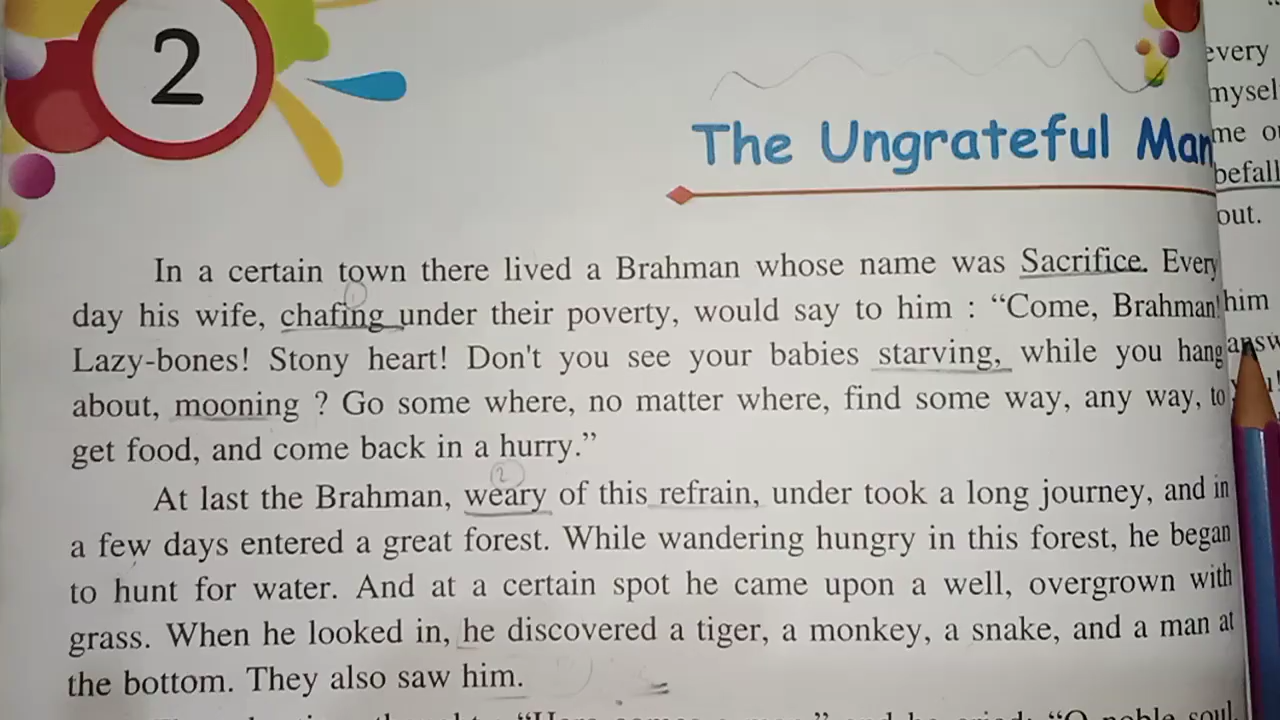 2
The Ungrateful Man
In a certain town there lived a Brahman whose name was Sacrifice. Every
day his wife, chafing under their poverty, would say to him : “Come, Brahman!
Lazy-bones! Stony heart! Don't you see your babies starving, while you hang
about, mooning ? Go some where, no matter where, find some way, any way, to
get food, and come back in a hurry.”
At last the Brahman, weary of this refrain, under took a long journey, and in
a few days entered a great forest. While wandering hungry in this forest, he began
to hunt for water. And at a certain spot he came upon a well, overgrown with
grass. When he looked in, he discovered a tiger, a monkey, a snake, and a man at
the bottom. They also saw him.
“O noble soul
every
me
befall
out.
him